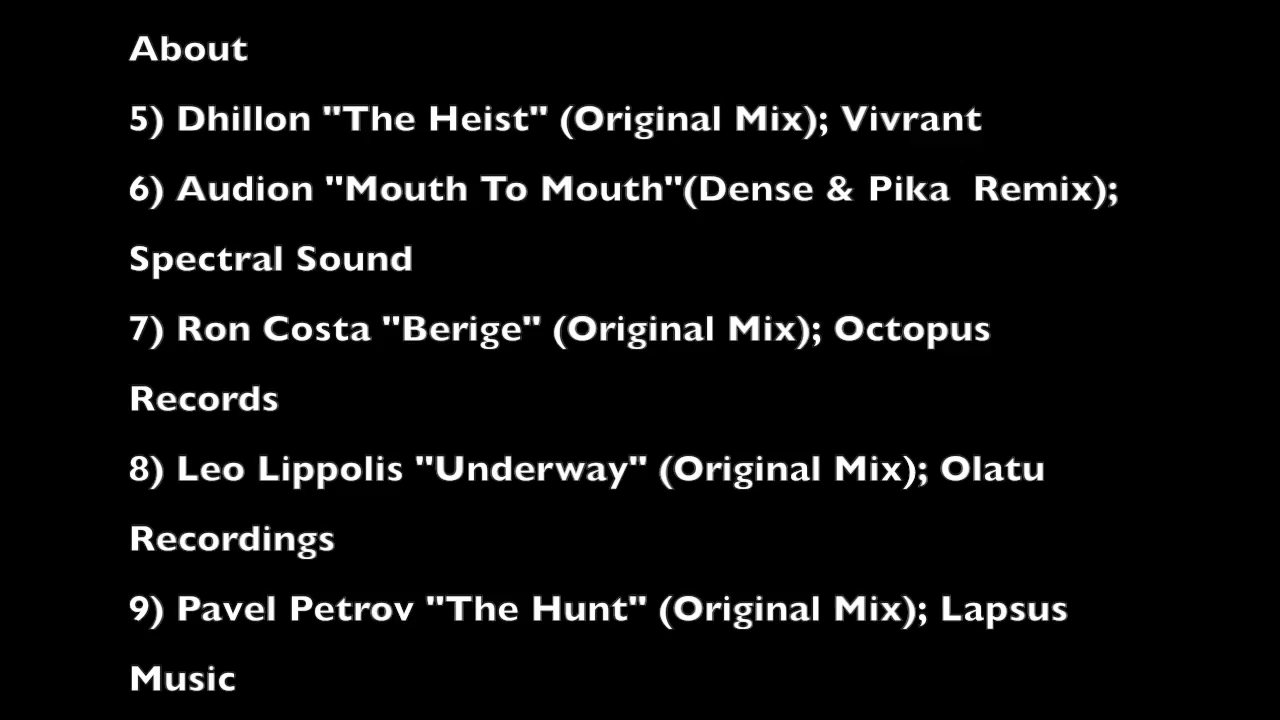 About
5) Dhillon "The Heist" (Original Mix); Vivrant
6) Audion "Mouth To Mouth"(Dense & Pika  Remix);
Spectral Sound
7) Ron Costa "Berige" (Original Mix); Octopus
Records
8) Leo Lippolis "Underway" (Original Mix); Olatu
Recordings
9) Pavel Petrov "The Hunt" (Original Mix); Lapsus
Music